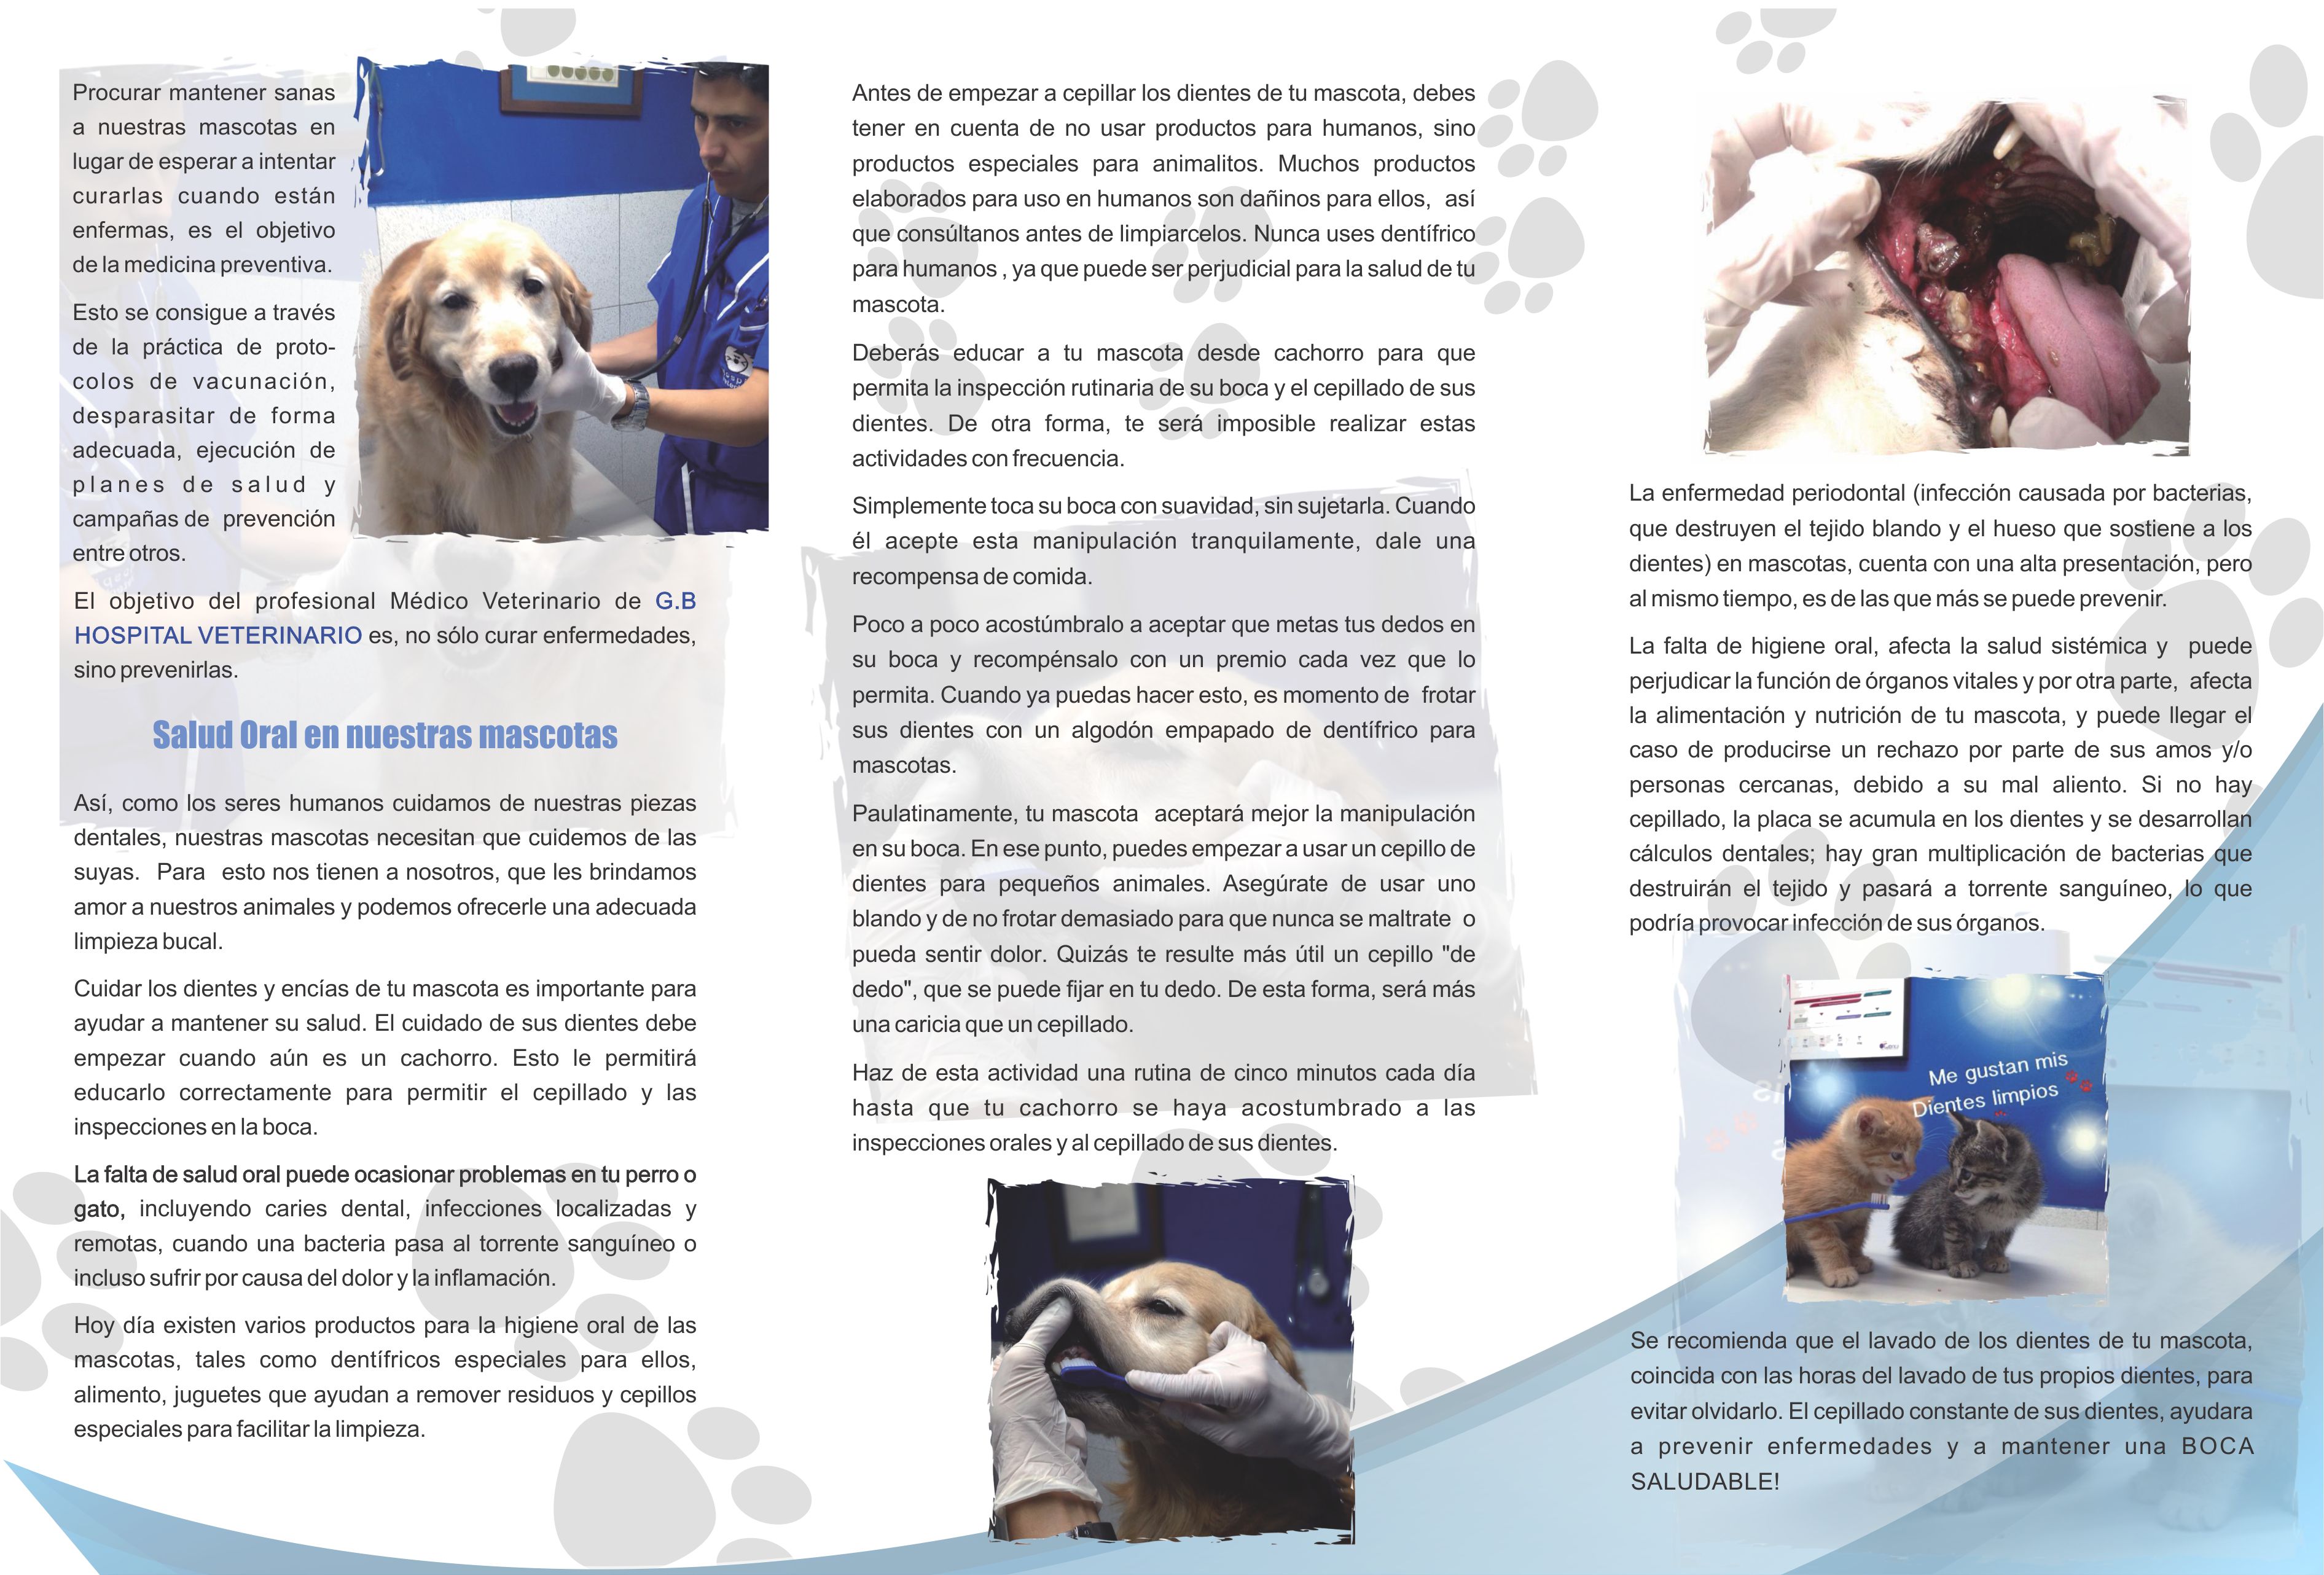 Procurar mantener sanas
a nuestras mascotas en
lugar de esperar a intentar
curarlas cuando están
enfermas, es el objetivo
de la medicina preventiva.
Esto se consigue a través
de la práctica de proto-
colos de vacunación,
desparasitar de forma
adecuada, ejecución de
planes de salud y
campañas de prevención
entre otros.
El objetivo del profesional Médico Veterinario de G.B
HOSPITAL VETERINARIO es, no sólo curar enfermedades,
sino prevenirlas.
Salud Oral en nuestras mascotas
Así, como los seres humanos cuidamos de nuestras piezas
dentales, nuestras mascotas necesitan que cuidemos de las
suyas. Para esto nos tienen a nosotros, que les brindamos
amor a nuestros animales y podemos ofrecerle una adecuada
limpieza bucal.
Cuidar los dientes y encías de tu mascota es importante para
ayudar a mantener su salud. El cuidado de sus dientes debe
empezar cuando aún es un cachorro. Esto le permitirá
educarlo correctamente para permitir el cepillado y las
inspecciones en la boca.
La falta de salud oral puede ocasionar problemas en tu perro o
gato, incluyendo caries dental, infecciones localizadas y
remotas, cuando una bacteria pasa al torrente sanguíneo o
incluso sufrir por causa del dolor y la inflamación.
Hoy día existen varios productos para la higiene oral de las
mascotas, tales como dentífricos especiales para ellos,
alimento, juguetes que ayudan a remover residuos y cepillos
especiales para facilitar la limpieza.
Antes de empezar a cepillar los dientes de tu mascota, debes
tener en cuenta de no usar productos para humanos, sino
productos especiales para animalitos. Muchos productos
elaborados para uso en humanos son dañinos para ellos, así
que consúltanos antes de limpiarcelos. Nunca uses dentífrico
para humanos , ya que puede ser perjudicial para la salud de tu
mascota.
Deberás educar a tu mascota desde cachorro para que
permita la inspección rutinaria de su boca y el cepillado de sus
dientes. De otra forma, te será imposible realizar estas
actividades con frecuencia.
Simplemente toca su boca con suavidad, sin sujetarla. Cuando
él acepte esta manipulación tranquilamente, dale una
recompensa de comida.
Poco a poco acostúmbralo a aceptar que metas tus dedos en
su boca y recompénsalo con un premio cada vez que lo
permita. Cuando ya puedas hacer esto, es momento de frotar
sus dientes con un algodón empapado de dentífrico para
mascotas.
Paulatinamente, tu mascota aceptará mejor la manipulación
en su boca. En ese punto, puedes empezar a usar un cepillo de
dientes para pequeños animales. Asegúrate de usar uno
blando y de no frotar demasiado para que nunca se maltrate o
pueda sentir dolor. Quizás te resulte más útil un cepillo "de
dedo", que se puede fijar en tu dedo. De esta forma, será más
una caricia que un cepillado.
Haz de esta actividad una rutina de cinco minutos cada día
hasta que tu cachorro se haya acostumbrado a las
inspecciones orales y al cepillado de sus dientes.
La enfermedad periodontal (infección causada por bacterias,
que destruyen el tejido blando y el hueso que sostiene a los
dientes) en mascotas, cuenta con una alta presentación, pero
al mismo tiempo, es de las que más se puede prevenir.
La falta de higiene oral, afecta la salud sistémica y puede
perjudicar la función de órganos vitales y por otra parte, afecta
la alimentación y nutrición de tu mascota, y puede llegar el
caso de producirse un rechazo por parte de sus amos y/o
personas cercanas, debido a su mal aliento. Si no hay
cepillado, la placa se acumula en los dientes y se desarrollan
cálculos dentales; hay gran multiplicación de bacterias que
destruirán el tejido y pasará a torrente sanguíneo, lo que
podría provocar infección de sus órganos.
Me gustan mis
Dientes limpios
Se recomienda que el lavado de los dientes de tu mascota,
coincida con las horas del lavado de tus propios dientes, para
evitar olvidarlo. El cepillado constante de sus dientes, ayudara
a prevenir enfermedades y a mantener una BOCA
SALUDABLE!